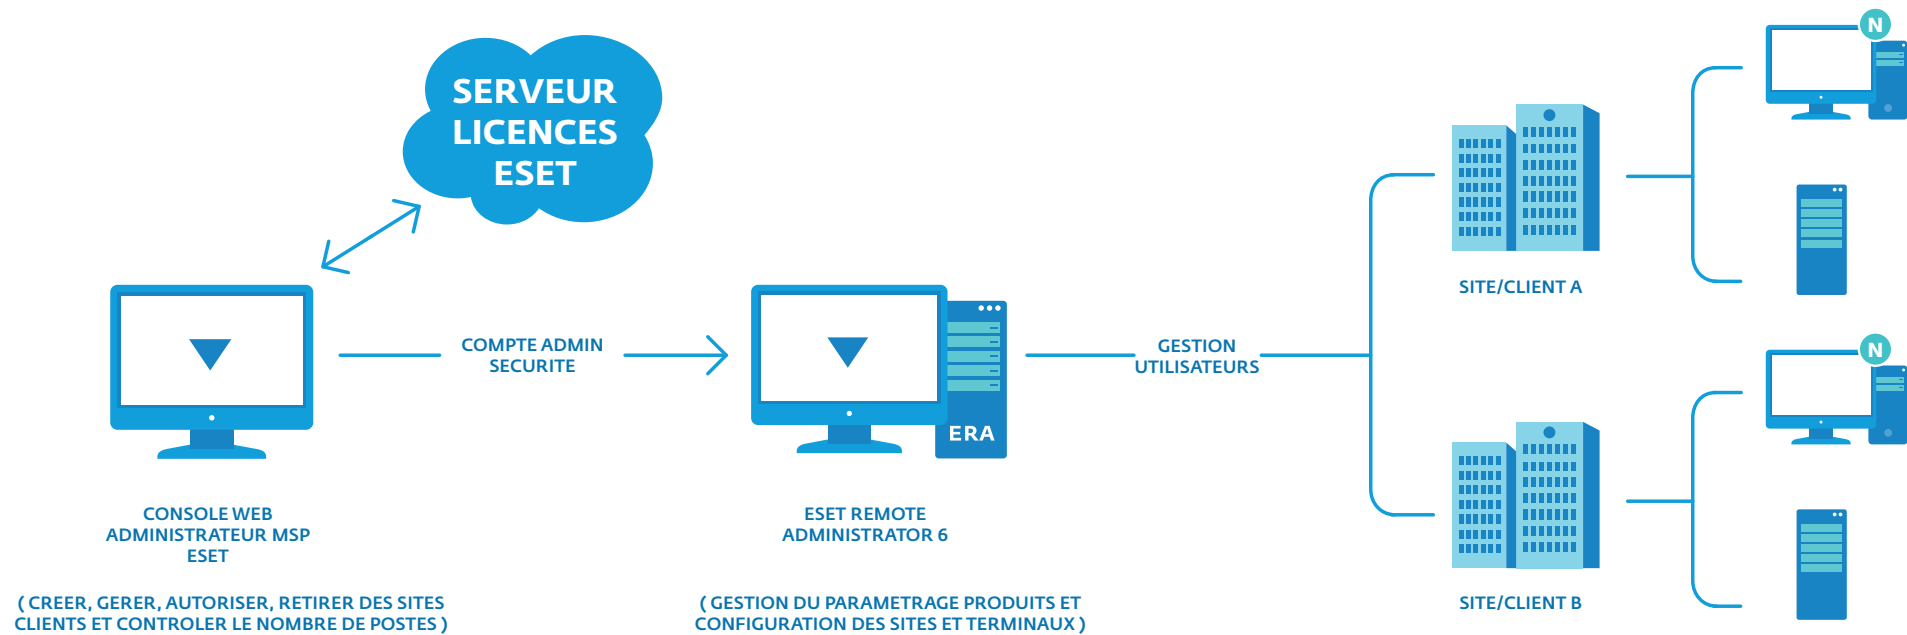 SERVEUR
LICENCES
ESET
COMPTE ADMIN
SECURITE
CONSOLE WEB
ADMINISTRATEUR MSP
ESET
( CREER, GERER, AUTORISER, RETIRER DES SITES
CLIENTS ET CONTROLER LE NOMBRE DE POSTES )
ERA
ESET REMOTE
ADMINISTRATOR 6
( GESTION DU PARAMETRAGE PRODUITS ET
CONFIGURATION DES SITES ET TERMINAUX )
GESTION
UTILISATEURS
SITE/CLIENT A
N
SITE/CLIENT B
N